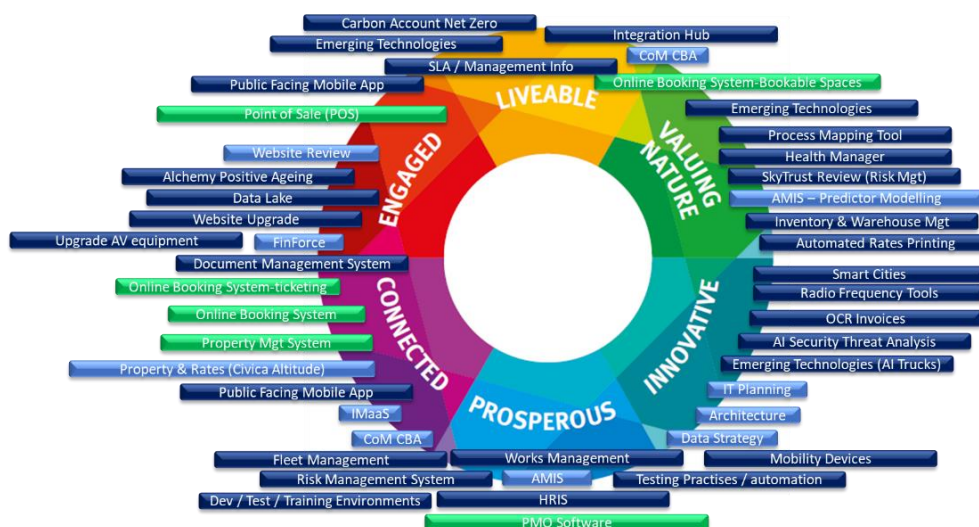 Carbon Account Net Zero
Integration Hub
Emerging Technologies
CoM CBA
SLA / Management Info
Public Facing Mobile App
Online Booking System-Bookable Spaces
LIVEABLE
Point of Sale (POS)
Emerging Technologies
Process Mapping Tool
Website Review
Health Manager
ENGAGED
VALUING
NATURE
Alchemy Positive Ageing
SkyTrust Review (Risk Mgt)
Data Lake
AMIS – Predictor Modelling
Website Upgrade
Inventory & Warehouse Mgt
Upgrade AV equipment
FinForce
Automated Rates Printing
Document Management System
Smart Cities
Online Booking System-ticketing
Radio Frequency Tools
Online Booking System
OCR Invoices
CONNECTED
INNOVATIVE
Property Mgt System
AI Security Threat Analysis
Property & Rates (Civica Altitude)
Emerging Technologies (AI Trucks)
Public Facing Mobile App
IT Planning
IMaaS
PROSPEROUS
Architecture
CoM CBA
Data Strategy
Fleet Management
Works Management
Mobility Devices
Risk Management System
AMIS
Testing Practises / automation
Dev / Test / Training Environments
HRIS
PMO Software